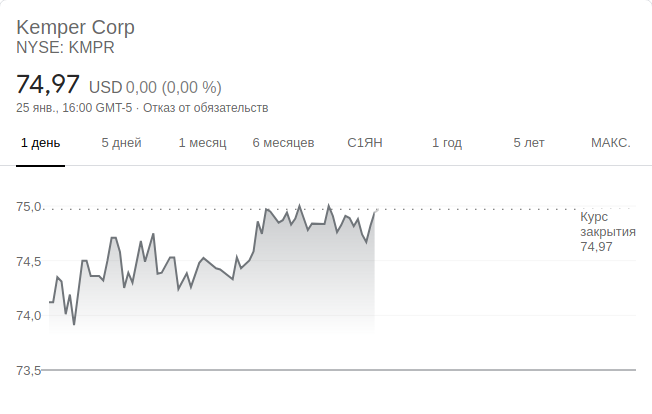 Kemper Corp
NYSE: KMPR
74,97 USD 0,00 (0,00 %)
25 янв., 16:00 GMT-5 · Отказ от обязательств
1 день 5 дней 1 месяц 6 месяцев С1ЯН 1 год 5 лет МАКС.
75,0
Курс
закрытия
74,97
74,5
74,0
73,5